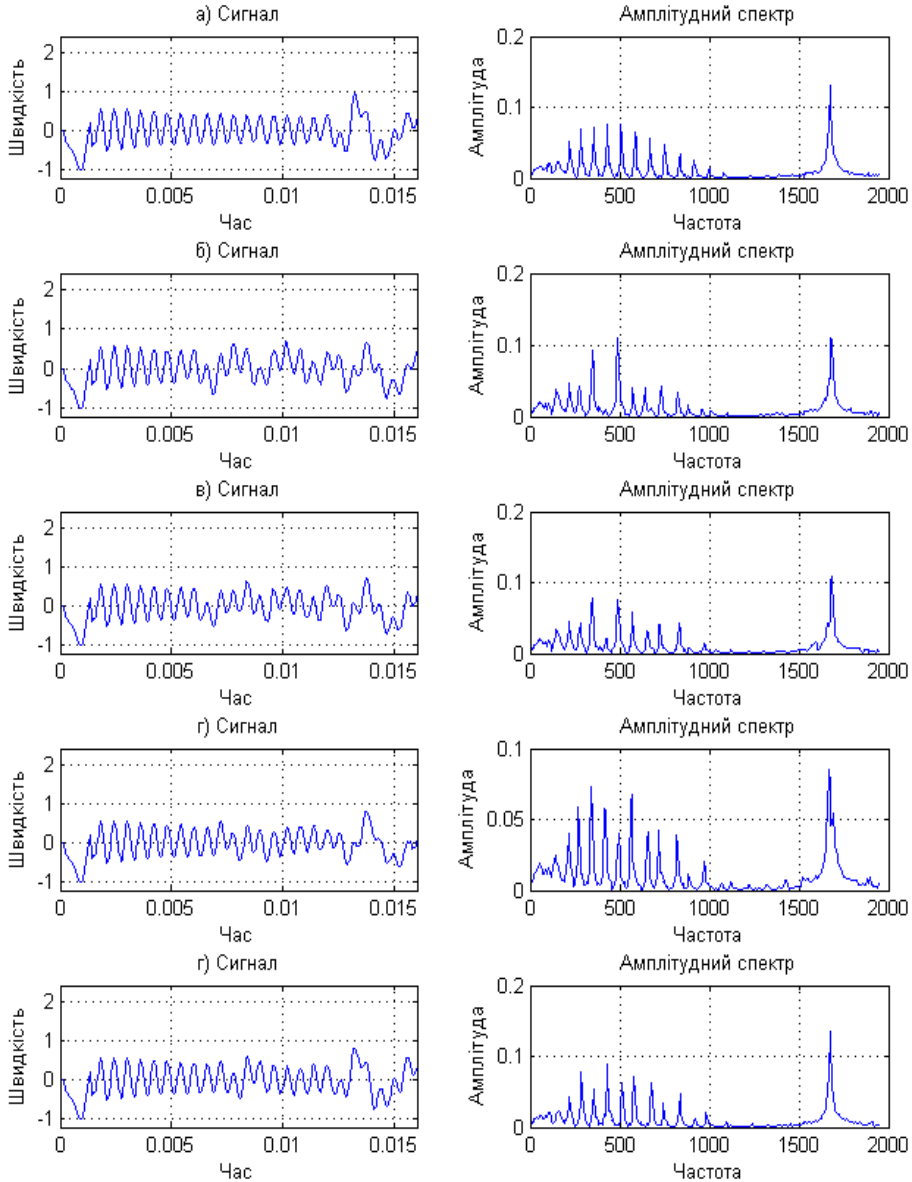 а) Сигнал
Амплітудний спектр
Швидкість
2
1
0
-1
0
0.005
0.01
0.015
Час
Амплітуда
0.2
0.1
0
0
500
1000
1500
2000
Частота
б) Сигнал
Амплітудний спектр
Швидкість
2
1
0
-1
0
0.005
0.01
0.015
Час
Амплітуда
0.2
0.1
0
0
500
1000
1500
2000
Частота
в) Сигнал
Амплітудний спектр
Швидкість
2
1
0
-1
0
0.005
0.01
0.015
Час
Амплітуда
0.2
0.1
0
0
500
1000
1500
2000
Частота
г) Сигнал
Амплітудний спектр
Швидкість
2
1
0
-1
0
0.005
0.01
0.015
Час
Амплітуда
0.1
0.05
0
0
500
1000
1500
2000
Частота
г) Сигнал
Амплітудний спектр
Швидкість
2
1
0
-1
0
0.005
0.01
0.015
Час
Амплітуда
0.2
0.1
0
0
500
1000
1500
2000
Частота